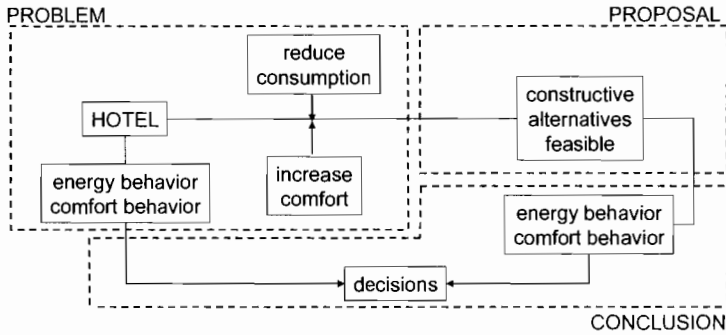 PROBLEM
PROPOSAL
reduce
consumption
HOTEL
constructive
alternatives
feasible
energy behavior
comfort behavior
increase
comfort
energy behavior
comfort behavior
decisions
CONCLUSION